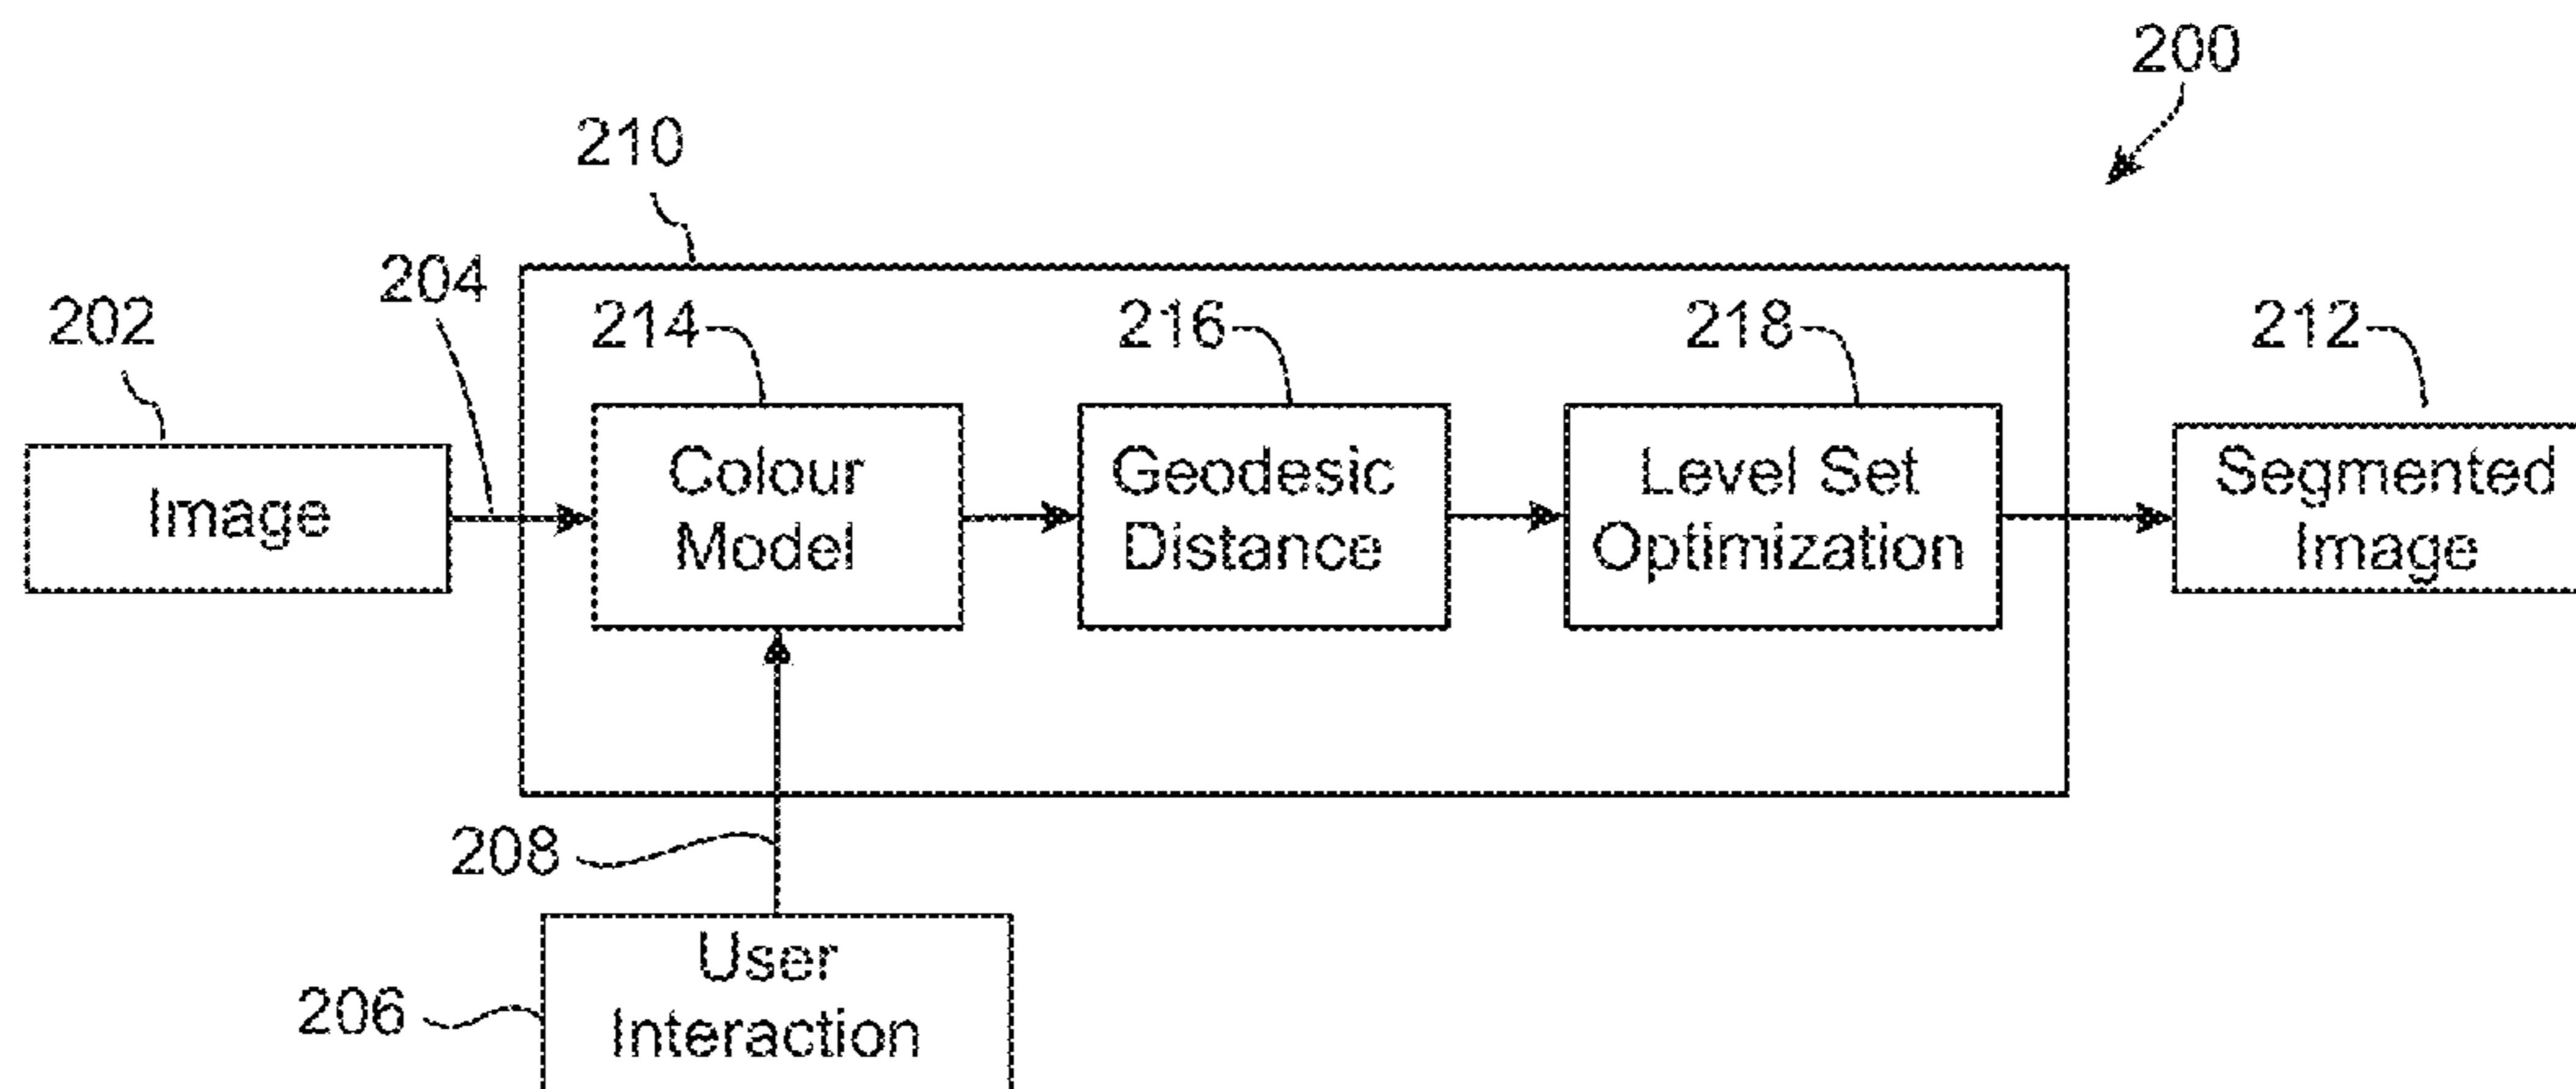 200
210
204
202
214
216
218
212
Image
Colour
Model
Geodesic
Distance
Level Set
Optimization
Segmented
Image
208
206
User
Interaction